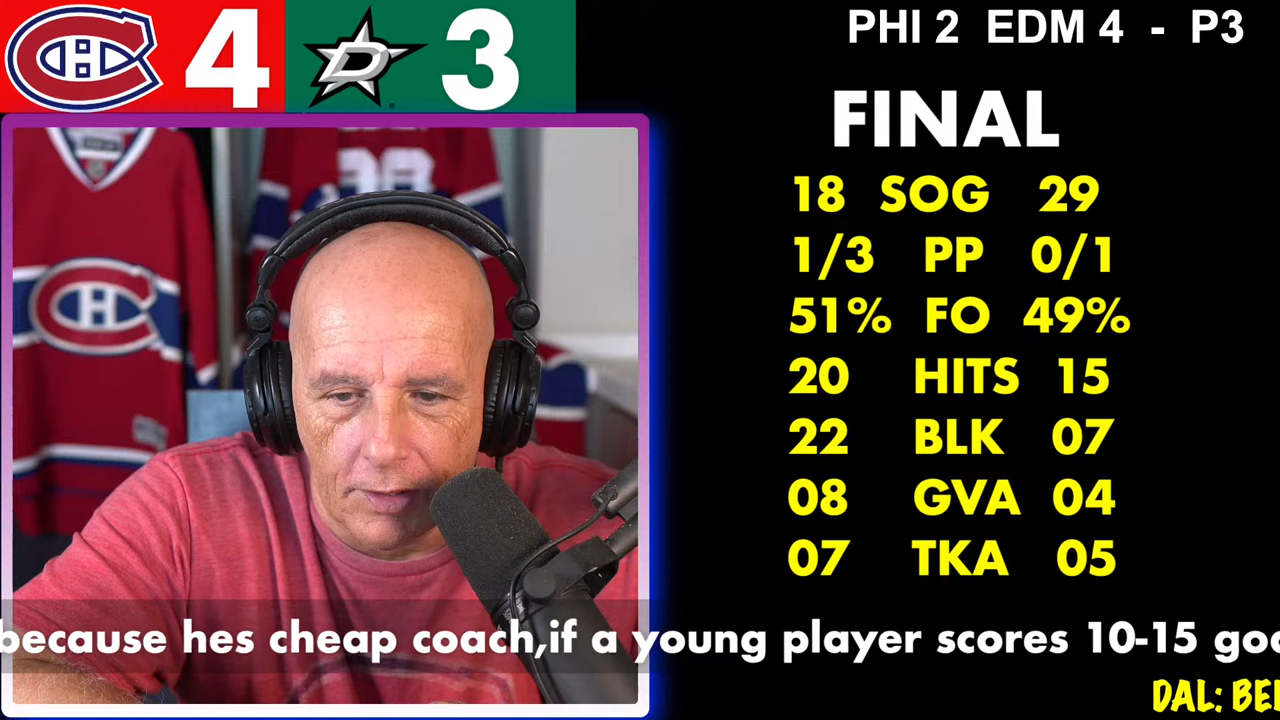 4 3
PHI 2 EDM 4 - P3
FINAL
18 SOG 29
1/3 PP 0/1
51% FO 49%
20 HITS 15
22 BLK 07
08 GVA 04
07 TKA 05
because hes cheap coach,if a young player scores 10-15
DAL: